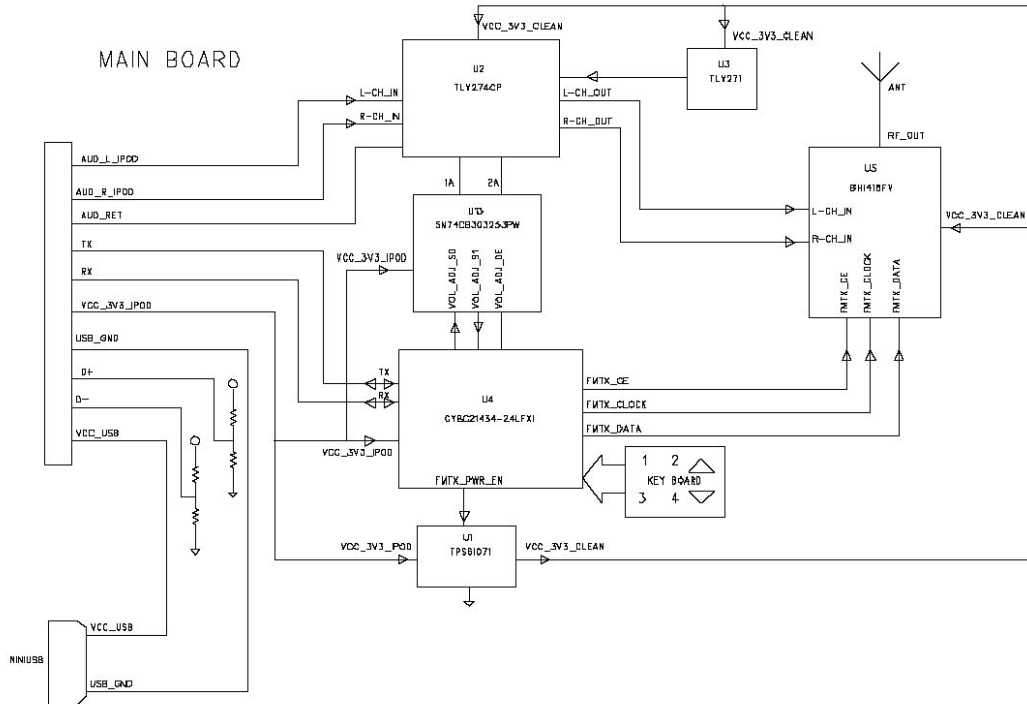 MAIN BOARD
VCC_3V3_CLEAN
VCC_3V3_CLEAN
U2
TLV274CP
U3
TLV271
L-CH_IN
R-CH_IN
L-CH_OUT
R-CH_OUT
ANT
RF_OUT
AUD_L_IPOD
AUD_R_IPOD
AUD_RET
TX
RX
VCC_3V3_IPOD
USB_GND
D+
D-
VCC_USB
1A
2A
U13
VCC_3V3_IPOD
VOL_ADJ_S0
VOL_ADJ_S1
VOL_ADJ_OE
U5
BH1418FV
L-CH_IN
R-CH_IN
VCC_3V3_CLEAN
FMTX_CE
FMTX_CLOCK
FMTX_DATA
TX
RX
VCC_3V3_IPOD
U4
CY8C21434-24LFXI
FMTX_PWR_EN
FMTX_CE
FMTX_CLOCK
FMTX_DATA
1 2
KEY BOARD
3 4
VCC_3V3_IPOD
U1
TPS61071
VCC_3V3_CLEAN
MINIUSB
VCC_USB
USB_GND